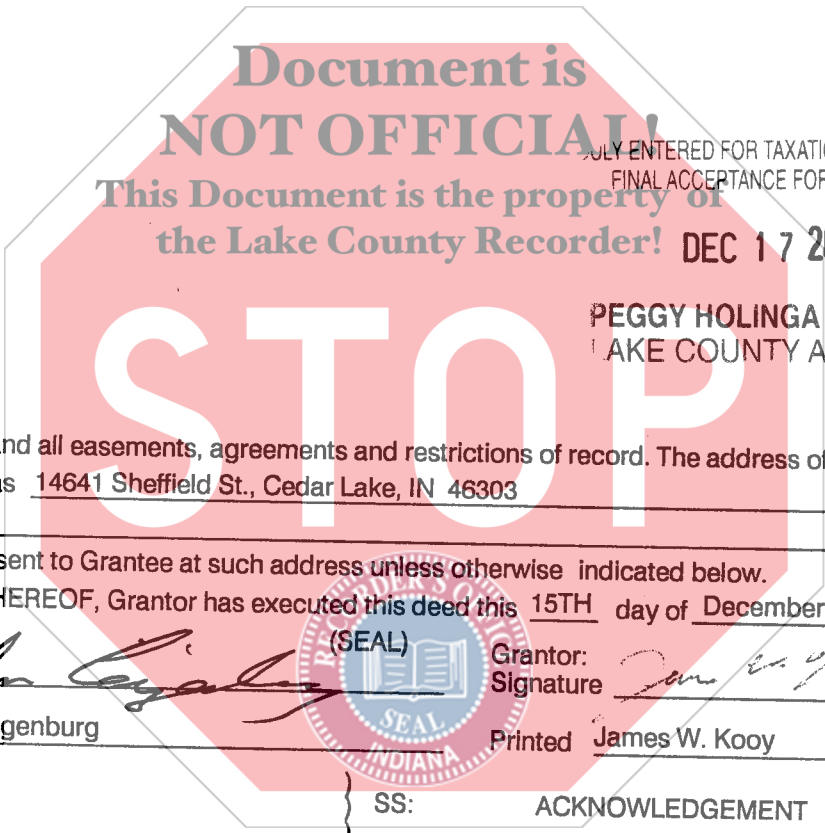 Document is
NOT OFFICIAL!
This Document is the property of
the Lake County Recorder!
ULY ENTERED FOR TAXATI
FINAL ACCEPTANCE FOR
DEC 17 2
PEGGY HOLINGA
LAKE COUNTY A
STOP
nd all easements, agreements and restrictions of record. The address of
s 14641 Sheffield St., Cedar Lake, IN 46303
sent to Grantee at such address unless otherwise indicated below.
HEREOF, Grantor has executed this deed this 15TH day of December
(SEAL)
Grantor:
Signature
genburg
Printed James W. Kooy
RECORDER'S OFFICE
SEAL
INDIANA
SS: ACKNOWLEDGEMENT